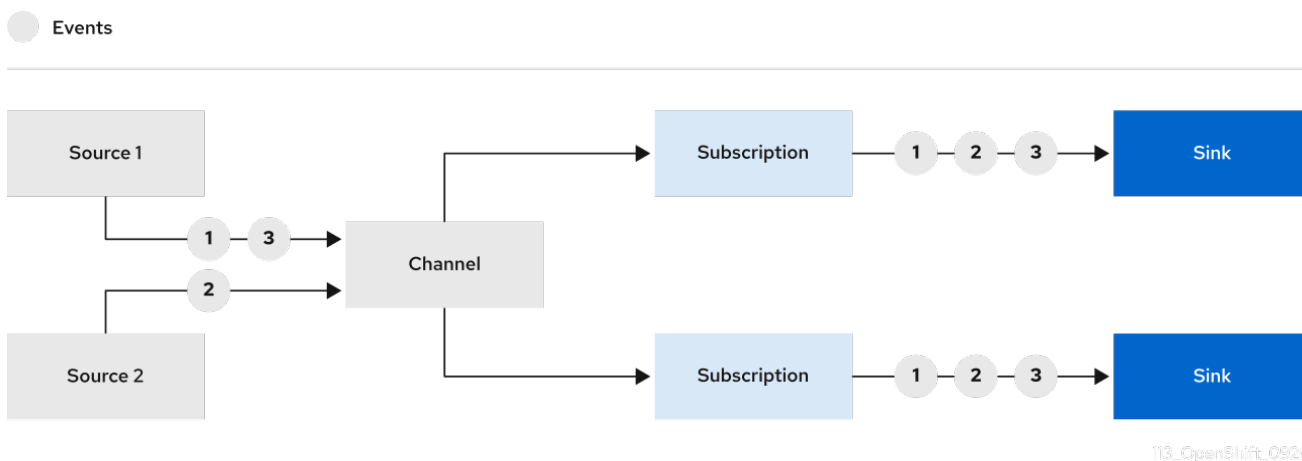 Events
Source 1
Subscription
1
2
3
Sink
1
3
Channel
2
Source 2
Subscription
1
2
3
Sink
113_OpenShift_092